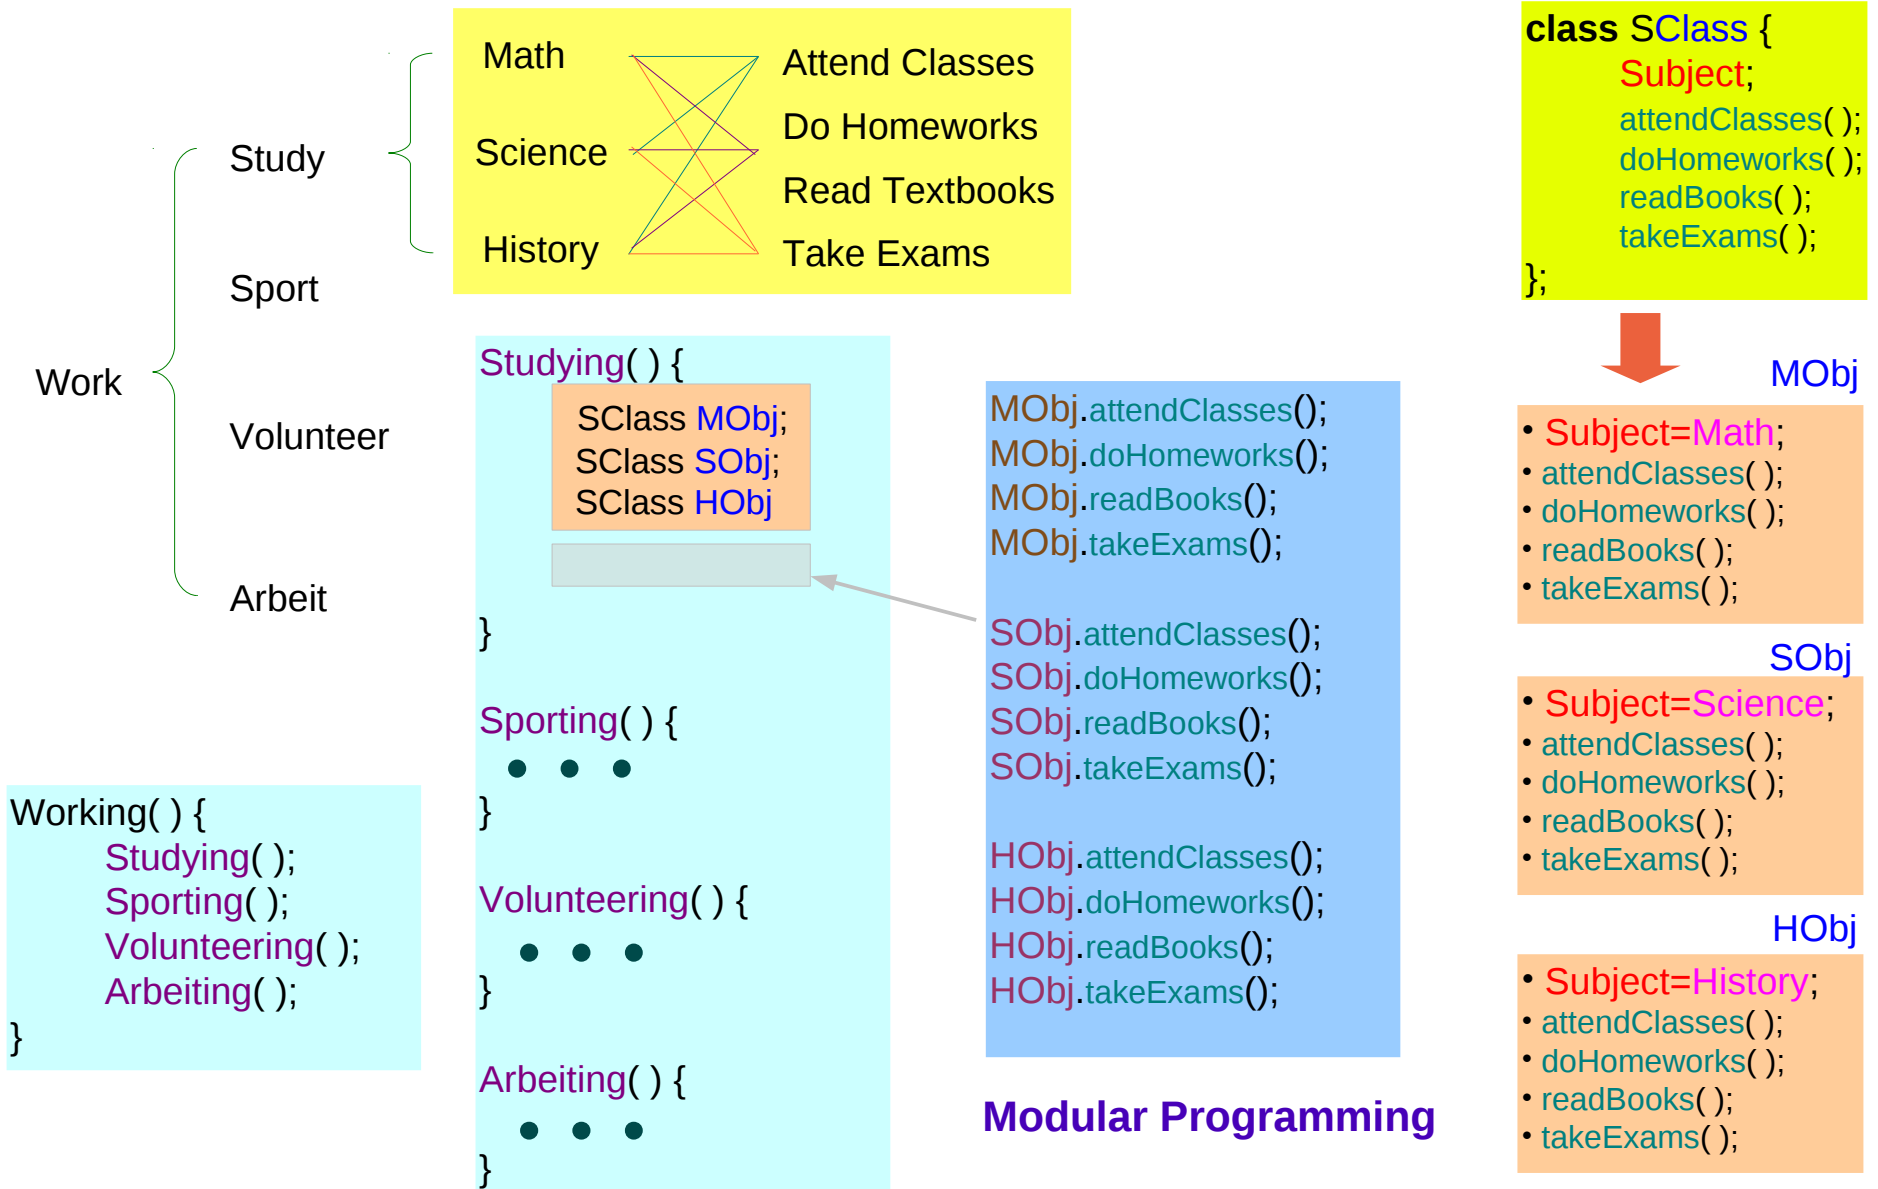 Work
Study
Sport
Volunteer
Arbeit
Math
Science
History
Attend Classes
Do Homeworks
Read Textbooks
Take Exams
Working( ) {
Studying( );
Sporting( );
Volunteering( );
Arbeiting( );
}
Studying( ) {
SClass MObj;
SClass SObj;
SClass HObj
}
Sporting( ) {
● ● ●
}
Volunteering( ) {
● ● ●
}
Arbeiting( ) {
● ● ●
}
MObj.attendClasses();
MObj.doHomeworks();
MObj.readBooks();
MObj.takeExams();
SObj.attendClasses();
SObj.doHomeworks();
SObj.readBooks();
SObj.takeExams();
HObj.attendClasses();
HObj.doHomeworks();
HObj.readBooks();
HObj.takeExams();
Modular Programming
class SClass {
Subject;
attendClasses( );
doHomeworks( );
readBooks( );
takeExams( );
};
MObj
• Subject=Math;
• attendClasses( );
• doHomeworks( );
• readBooks( );
• takeExams( );
SObj
• Subject=Science;
• attendClasses( );
• doHomeworks( );
• readBooks( );
• takeExams( );
HObj
• Subject=History;
• attendClasses( );
• doHomeworks( );
• readBooks( );
• takeExams( );